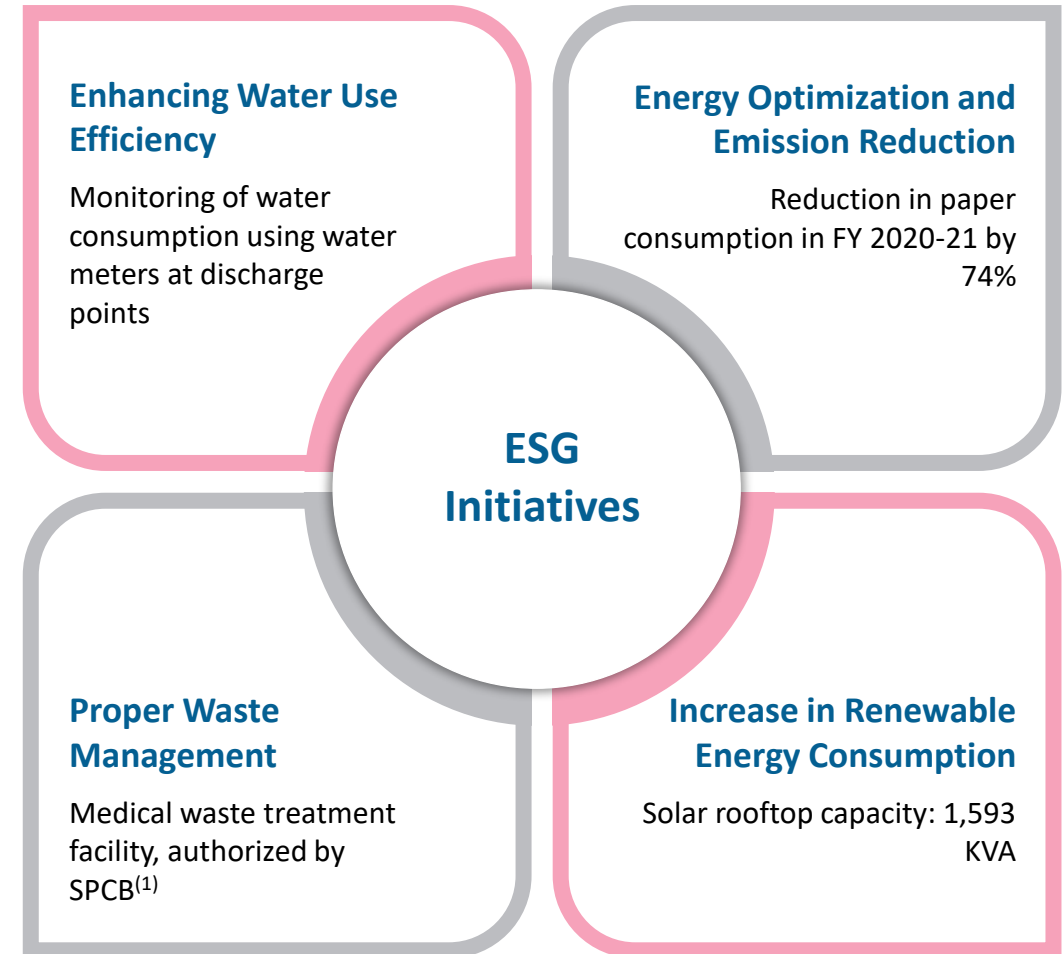 Enhancing Water Use
Efficiency
Monitoring of water
consumption using water
meters at discharge
points
Energy Optimization and
Emission Reduction
Reduction in paper
consumption in FY 2020-21 by
74%
ESG
Initiatives
Proper Waste
Management
Medical waste treatment
facility, authorized by
SPCB(1)
Increase in Renewable
Energy Consumption
Solar rooftop capacity: 1,593
KVA